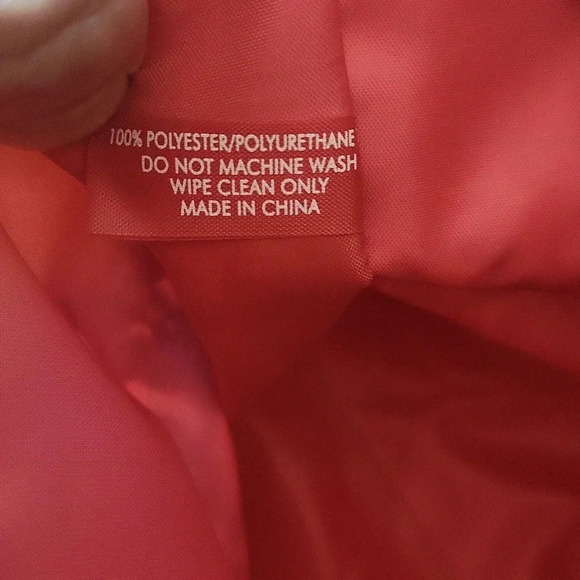 100% POLYESTER/POLYURETHANE
DO NOT MACHINE WASH
WIPE CLEAN ONLY
MADE IN CHINA